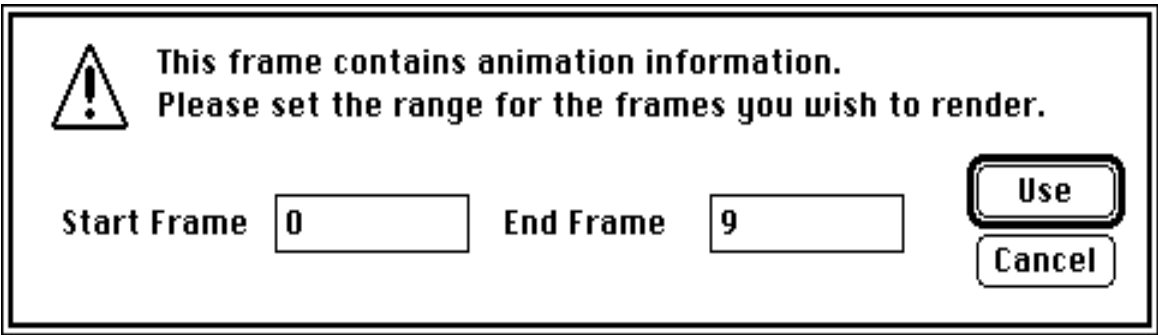 This frame contains animation information.
Please set the range for the frames you wish to render.
Start Frame 0 End Frame 9
Use
Cancel